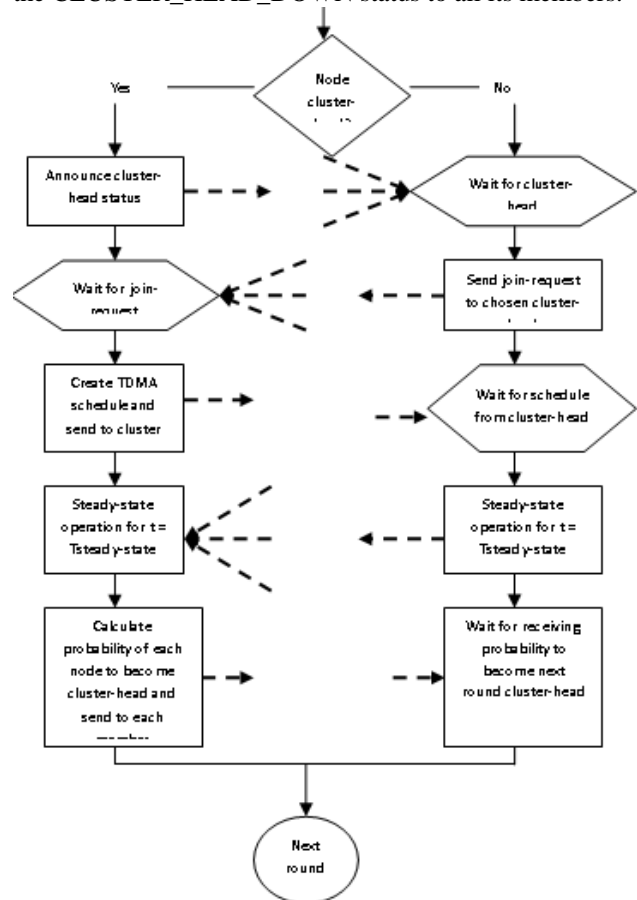 the CLUSTER_HEAD_DOWN status to all its members.
Yes
Node
cluster-
No
Announce cluster-
head status
Wait for cluster-
head
Wait for join-
request
Send join-request
to chosen cluster-
Create TDMA
schedule and
send to cluster
Wait for schedule
from cluster-head
Steady-state
operation for t =
Tsteady-state
Steady-state
operation for t =
Tsteady-state
Calculate
probability of each
node to become
cluster-head and
send to each
Wait for receiving
probability to
become next
round cluster-head
Next
round